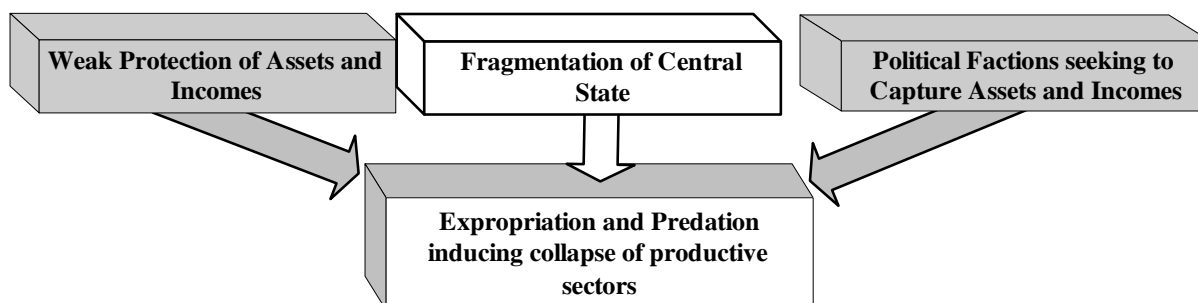 Weak Protection of Assets and
Incomes
Fragmentation of Central
State
Political Factions seeking to
Capture Assets and Incomes
Expropriation and Predation
inducing collapse of productive
sectors